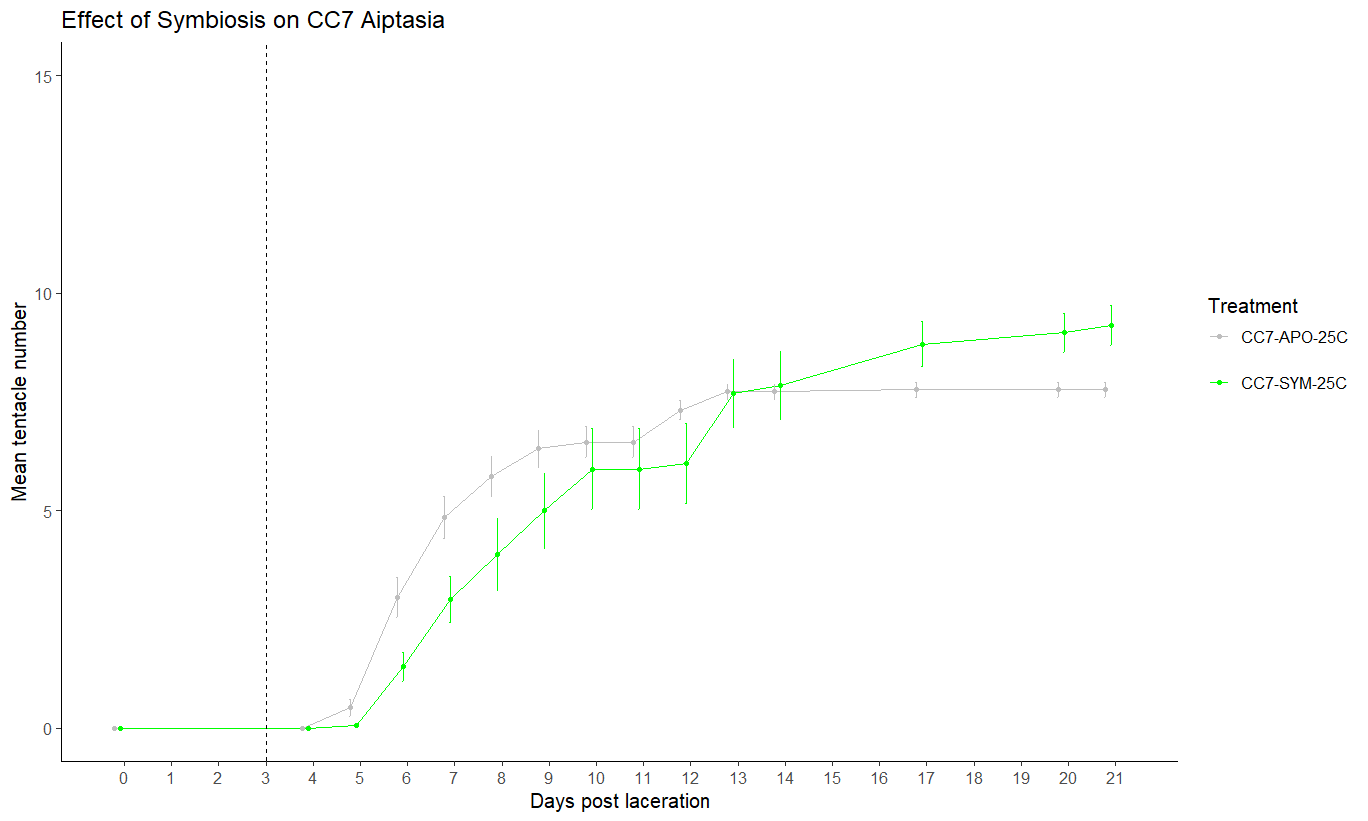 Effect of Symbiosis on CC7 Aiptasia
15
10
5
0
Mean tentacle number
0 1 2 3 4 5 6 7 8 9 10 11 12 13 14 15 16 17 18 19 20 21
Days post laceration
Treatment
CC7-APO-25C
CC7-SYM-25C